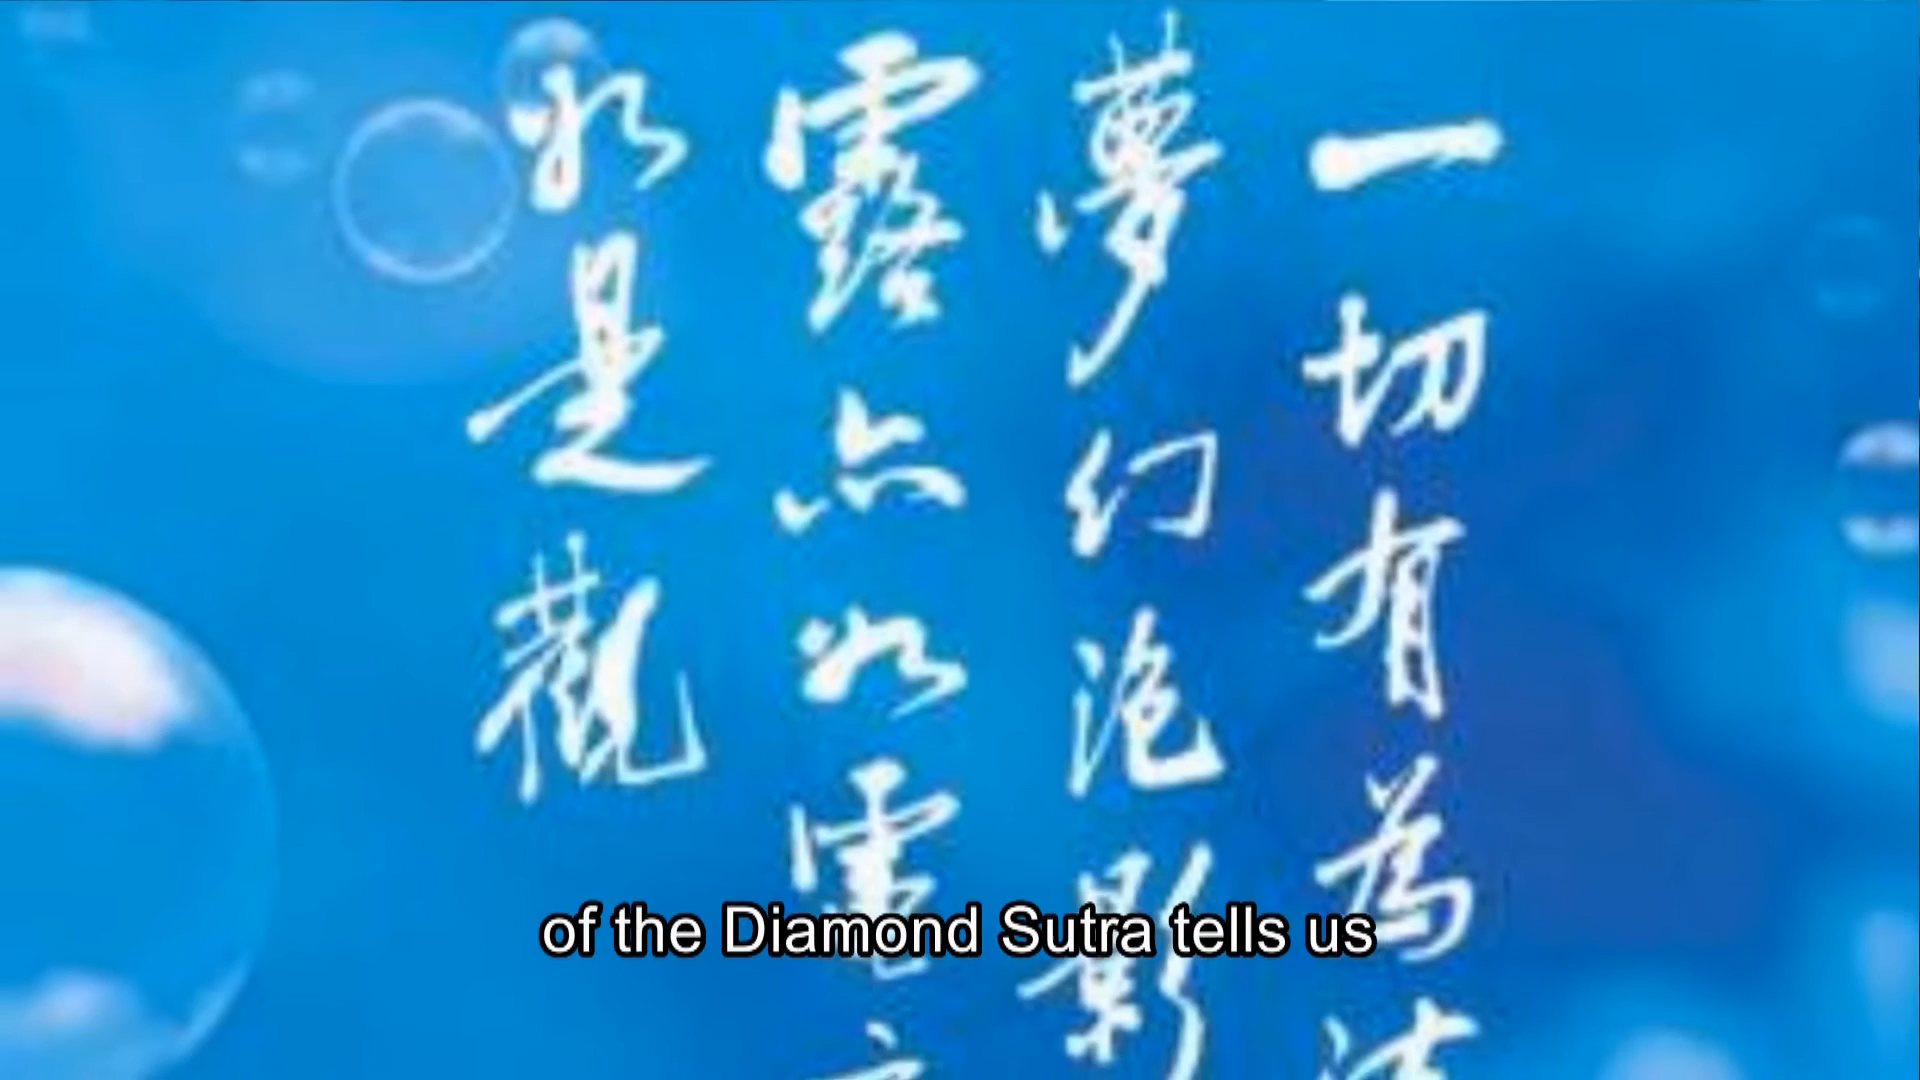 一切有為法
夢幻泡影
露亦如電
如是觀
of the Diamond Sutra tells us